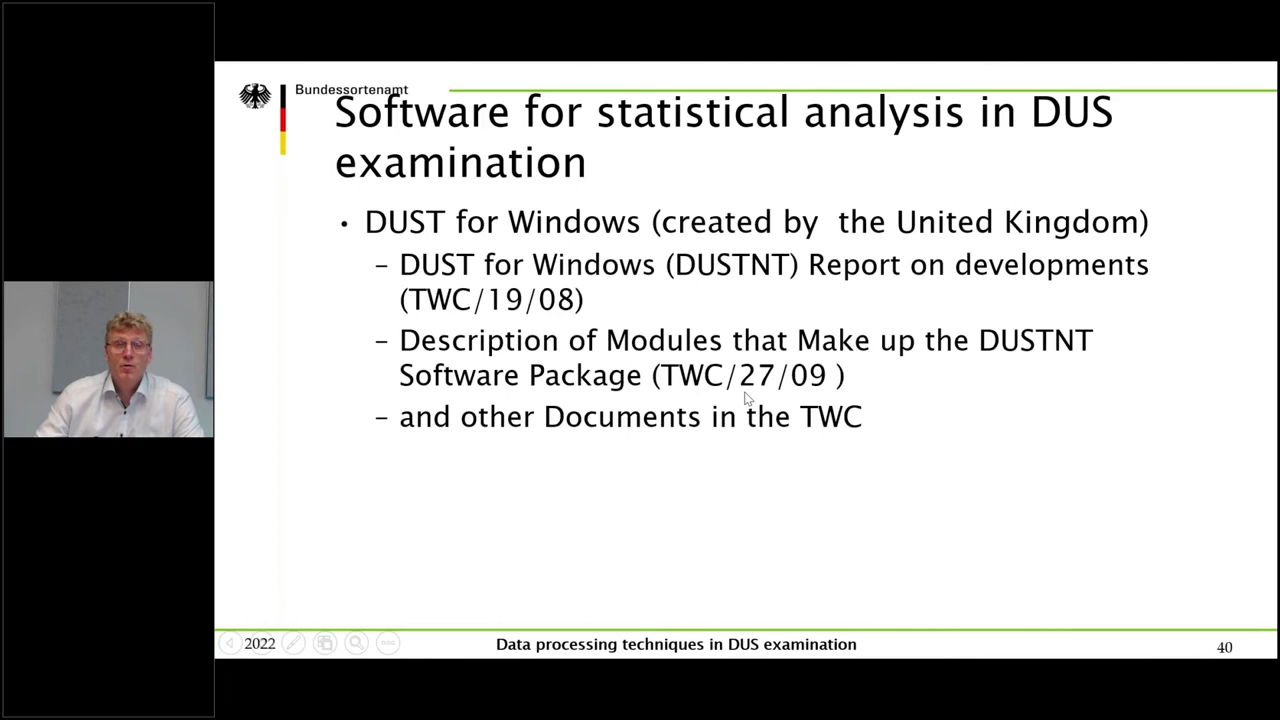 Bundessortenamt
Software for statistical analysis in DUS
examination
• DUST for Windows (created by the United Kingdom)
– DUST for Windows (DUSTNT) Report on developments
(TWC/19/08)
– Description of Modules that Make up the DUSTNT
Software Package (TWC/27/09 )
– and other Documents in the TWC
2022
Data processing techniques in DUS examination
40